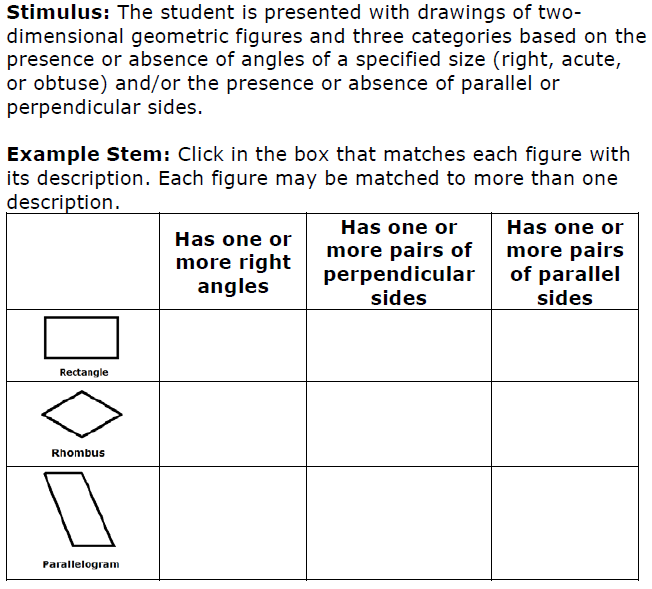 Stimulus: The student is presented with drawings of two-
dimensional geometric figures and three categories based on the
presence or absence of angles of a specified size (right, acute,
or obtuse) and/or the presence or absence of parallel or
perpendicular sides.
Example Stem: Click in the box that matches each figure with
its description. Each figure may be matched to more than one
description.
Has one or
more right
angles
Has one or
more pairs of
perpendicular
sides
Has one or
more pairs
of parallel
sides
Rectangle
Rhombus
Parallelogram